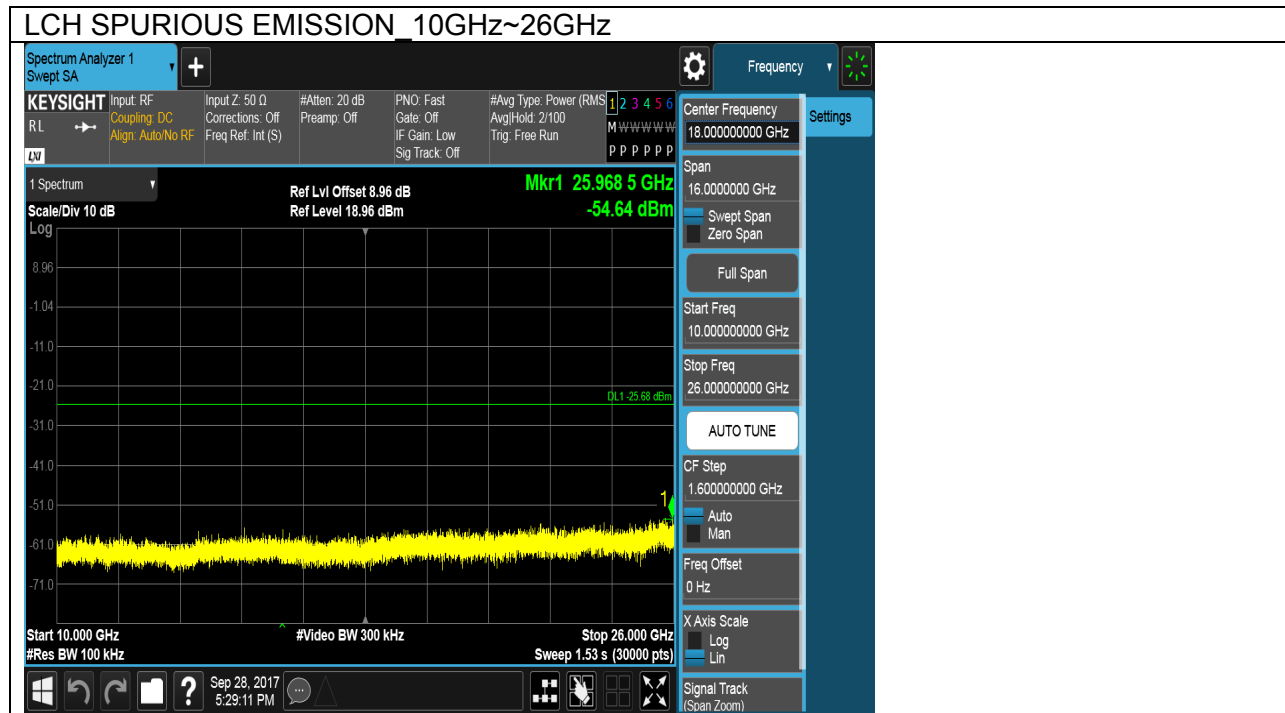 LCH SPURIOUS EMISSION_10GHz~26GHz
Spectrum Analyzer 1
Swept SA
+
Frequency
KEYSIGHT
RL
LXI
Input: RF
Coupling: DC
Align: Auto/No RF
Input Z: 50 Ω
Corrections: Off
Freq Ref: Int (S)
#Atten: 20 dB
Preamp: Off
PNO: Fast
Gate: Off
IF Gain: Low
Sig Track: Off
#Avg Type: Power (RMS
Avg|Hold: 2/100
Trig: Free Run
1 2 3 4 5 6
M W W W W W
P P P P P P
1 Spectrum
Scale/Div 10 dB
Ref Lvl Offset 8.96 dB
Ref Level 18.96 dBm
Mkr1 25.968 5 GHz
-54.64 dBm
Log
8.96
-1.04
-11.0
-21.0
DL1 -25.68 dBm
-31.0
-41.0
-51.0
1
-61.0
-71.0
Start 10.000 GHz
#Res BW 100 kHz
#Video BW 300 kHz
Stop 26.000 GHz
Sweep 1.53 s (30000 pts)
Center Frequency
18.000000000 GHz
Settings
Span
16.0000000 GHz
Swept Span
Zero Span
Full Span
Start Freq
10.000000000 GHz
Stop Freq
26.000000000 GHz
AUTO TUNE
CF Step
1.600000000 GHz
Auto
Man
Freq Offset
0 Hz
X Axis Scale
Log
Lin
Signal Track
(Span Zoom)
?
Sep 28, 2017
5:29:11 PM